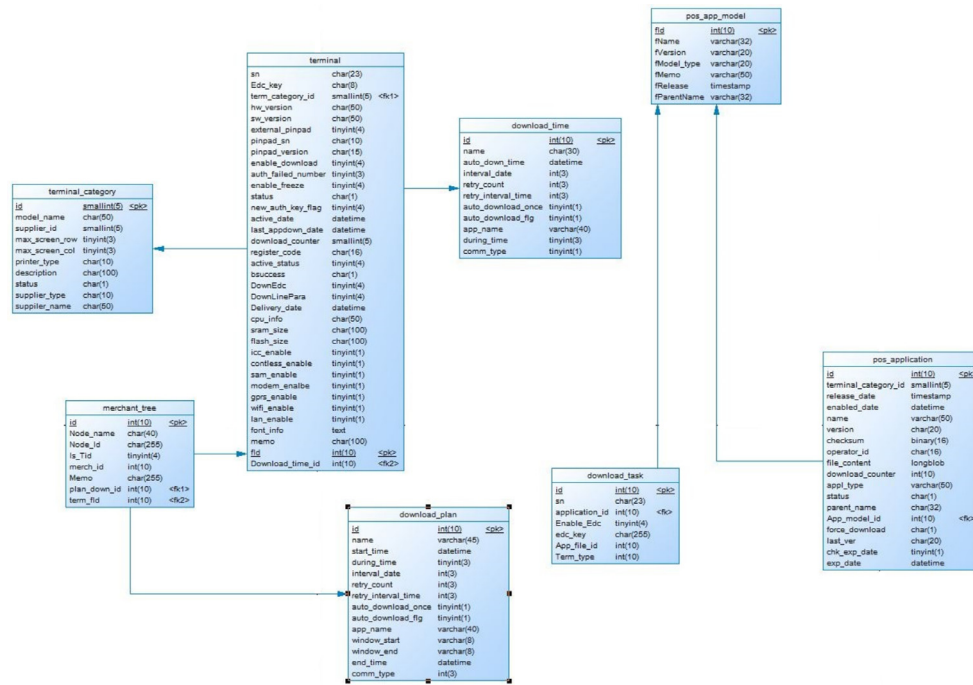 pos_app_model
fId int(10) <pk>
fName varchar(32)
fVersion varchar(20)
fModel_type varchar(20)
fMemo varchar(50)
fRelease timestamp
fParentName varchar(32)
terminal
sn char(23)
Edc_key char(8)
term_category_id smallint(5) <fk1>
hw_version char(50)
sw_version char(50)
external_pinpad tinyint(4)
pinpad_sn char(10)
pinpad_version char(15)
enable_download tinyint(4)
auth_failed_number tinyint(3)
enable_freeze tinyint(4)
status char(1)
new_auth_key_flag tinyint(4)
active_date datetime
last_appdown_date datetime
download_counter smallint(5)
register_code char(16)
active_status tinyint(4)
bsuccess char(1)
DownEdc tinyint(4)
DownLinePara tinyint(4)
Delivery_date datetime
cpu_info char(50)
sram_size char(100)
flash_size char(100)
icc_enable tinyint(1)
contless_enable tinyint(1)
sam_enable tinyint(1)
modem_enalbe tinyint(1)
gprs_enable tinyint(1)
wifi_enable tinyint(1)
lan_enable tinyint(1)
font_info text
memo char(100)
fId int(10) <pk>
Download_time_id int(10) <fk2>
download_time
id int(10) <pk>
name char(30)
auto_down_time datetime
interval_date int(3)
retry_count int(3)
retry_interval_time int(3)
auto_download_once tinyint(1)
auto_download_flg tinyint(1)
app_name varchar(40)
during_time tinyint(3)
comm_type tinyint(1)
terminal_category
id smallint(5) <pk>
model_name char(50)
supplier_id smallint(5)
max_screen_row tinyint(3)
max_screen_col tinyint(3)
printer_type char(10)
description char(100)
status char(1)
supplier_type char(10)
suppiler_name char(50)
pos_application
id int(10) <pk>
terminal_category_id smallint(5)
release_date timestamp
enabled_date datetime
name varchar(50)
version char(20)
checksum binary(16)
operator_id char(16)
file_content longblob
download_counter int(10)
appl_type varchar(50)
status char(1)
parent_name char(32)
App_model_id int(10) <fk>
force_download char(1)
last_ver char(20)
chk_exp_date tinyint(1)
exp_date datetime
merchant_tree
id int(10) <pk>
Node_name char(40)
Node_id char(255)
Is_Tid tinyint(4)
merch_id int(10)
Memo char(255)
plan_down_id int(10) <fk1>
term_fId int(10) <fk2>
download_task
id int(10) <pk>
sn char(23)
application_id int(10) <fk>
Enable_Edc tinyint(4)
edc_key char(255)
App_file_id int(10)
Term_type int(10)
download_plan
id int(10) <pk>
name varchar(45)
start_time datetime
during_time tinyint(3)
interval_date int(3)
retry_count int(3)
retry_interval_time int(3)
auto_download_once tinyint(1)
auto_download_flg tinyint(1)
app_name varchar(40)
window_start varchar(8)
window_end varchar(8)
end_time datetime
comm_type int(3)